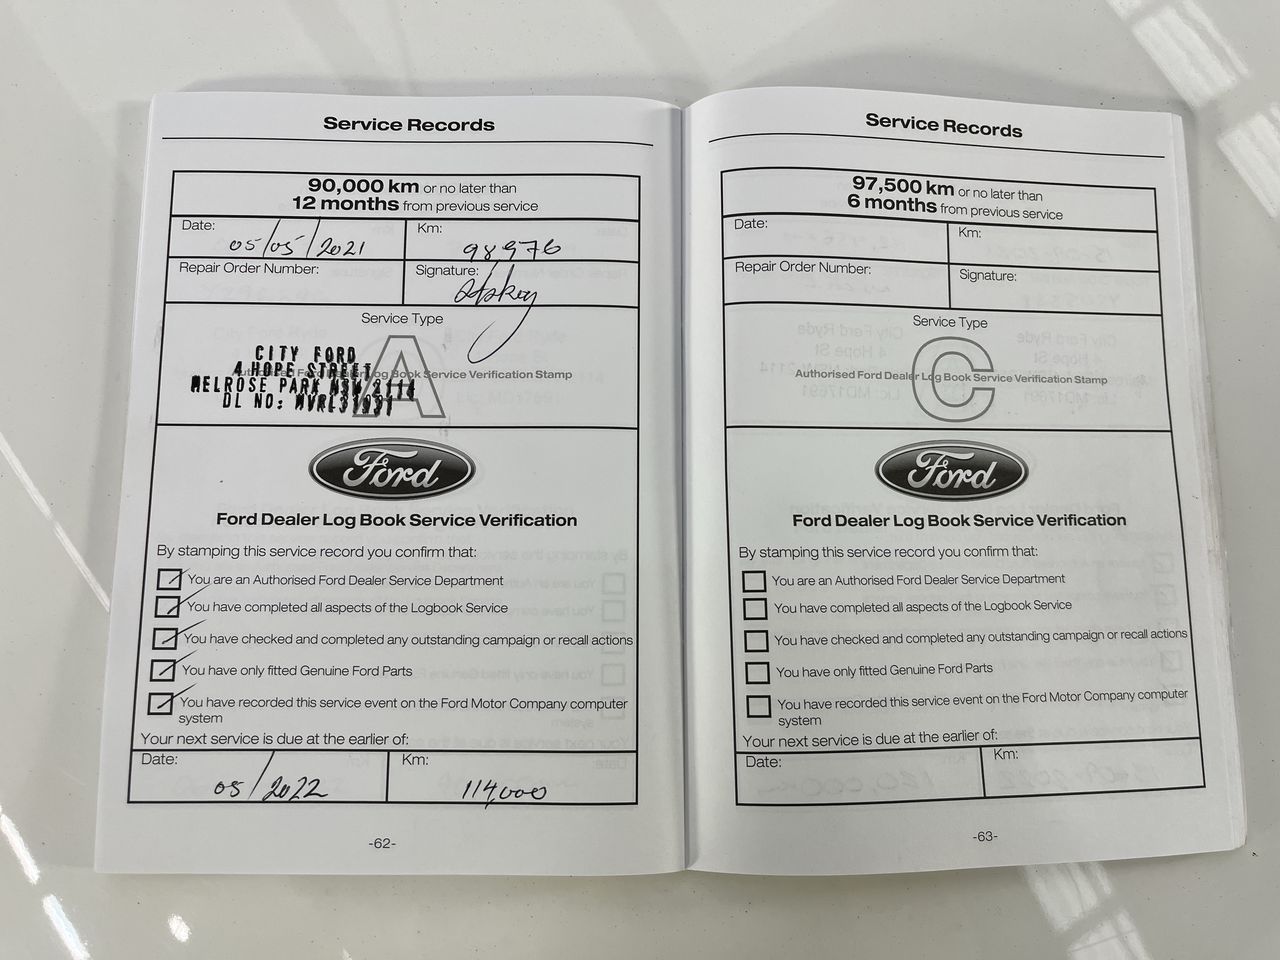 Service Records
90,000 km or no later than
12 months from previous service
Date:
05/05/2021
Km:
98,976
Repair Order Number:
Signature:
Service Type
A
Authorised Ford Dealer Log Book Service Verification Stamp
CITY FORD
4 HOPE STREET
MELROSE PARK NSW 2114
DL NO:
Ford
Ford Dealer Log Book Service Verification
By stamping this service record you confirm that:
You are an Authorised Ford Dealer Service Department
You have completed all aspects of the Logbook Service
You have checked and completed any outstanding campaign or recall actions
You have only fitted Genuine Ford Parts
You have recorded this service event on the Ford Motor Company computer
system
Your next service is due at the earlier of:
Date:
05/2022
Km:
114,000
-62-
Service Records
97,500 km or no later than
6 months from previous service
Date:
Km:
Repair Order Number:
Signature:
Service Type
C
Authorised Ford Dealer Log Book Service Verification Stamp
Ford
Ford Dealer Log Book Service Verification
By stamping this service record you confirm that:
You are an Authorised Ford Dealer Service Department
You have completed all aspects of the Logbook Service
You have checked and completed any outstanding campaign or recall actions
You have only fitted Genuine Ford Parts
You have recorded this service event on the Ford Motor Company computer
system
Your next service is due at the earlier of:
Date:
Km:
-63-